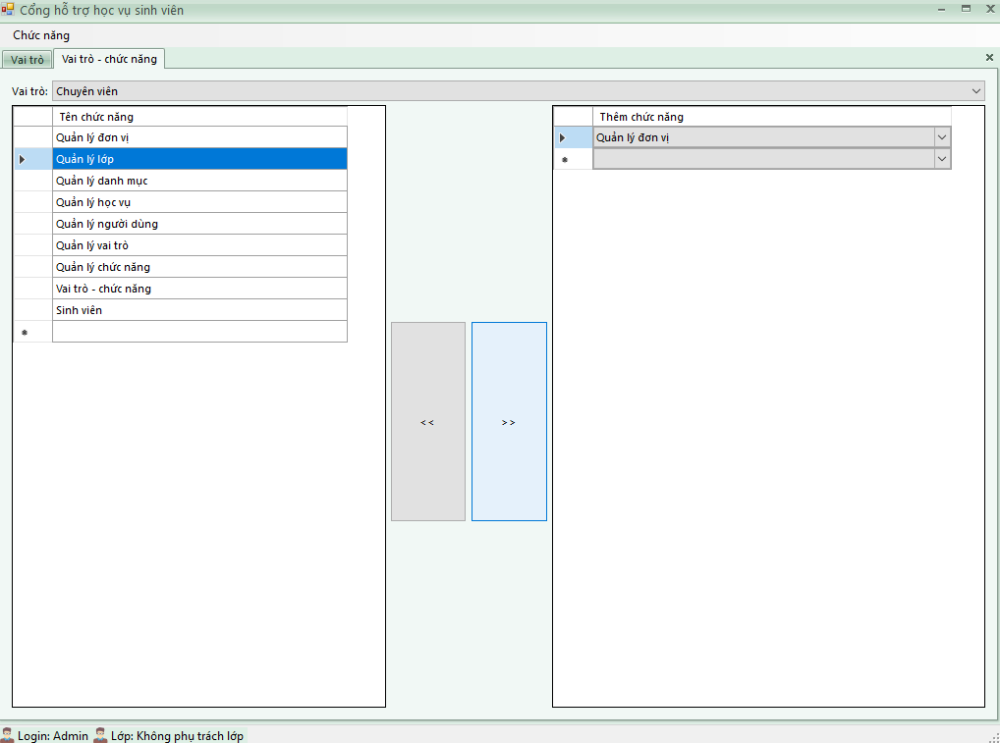 Cổng hỗ trợ học vụ sinh viên
Chức năng
Vai trò
Vai trò - chức năng
Vai trò:
Chuyên viên
Tên chức năng
Quản lý đơn vị
Quản lý lớp
Quản lý danh mục
Quản lý học vụ
Quản lý người dùng
Quản lý vai trò
Quản lý chức năng
Vai trò - chức năng
Sinh viên
<<
>>
Thêm chức năng
Quản lý đơn vị
Login: Admin
Lớp: Không phụ trách lớp